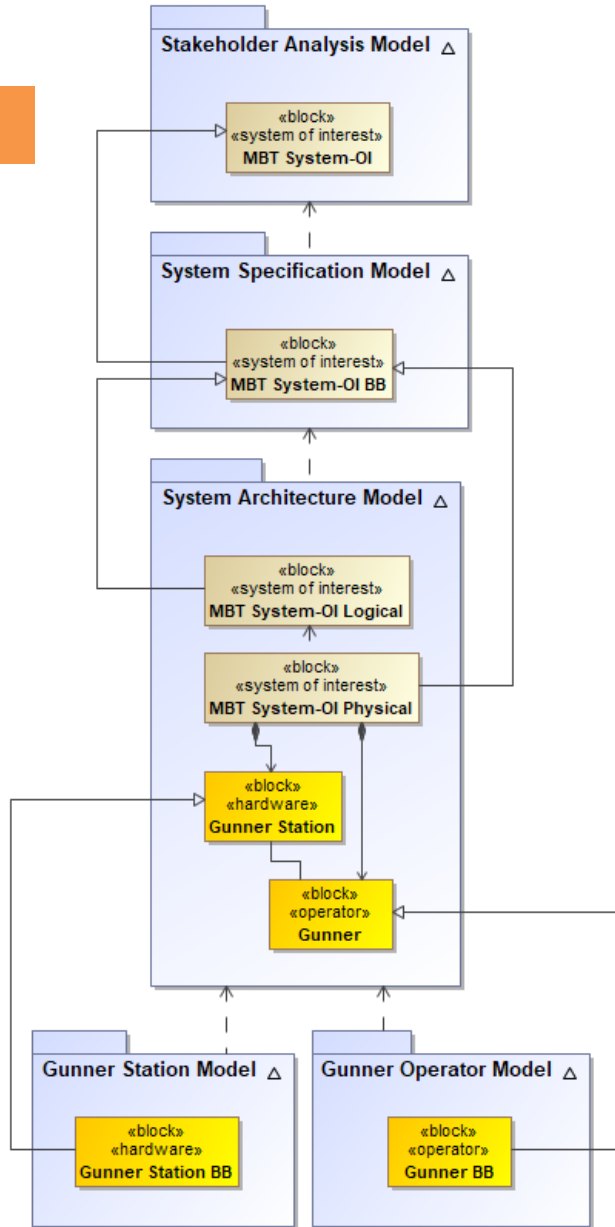 Stakeholder Analysis Model
«block»
«system of interest»
MBT System-OI
System Specification Model
«block»
«system of interest»
MBT System-OI BB
System Architecture Model
«block»
«system of interest»
MBT System-OI Logical
«block»
«system of interest»
MBT System-OI Physical
«block»
«hardware»
Gunner Station
«block»
«operator»
Gunner
Gunner Station Model
«block»
«hardware»
Gunner Station BB
Gunner Operator Model
«block»
«operator»
Gunner BB